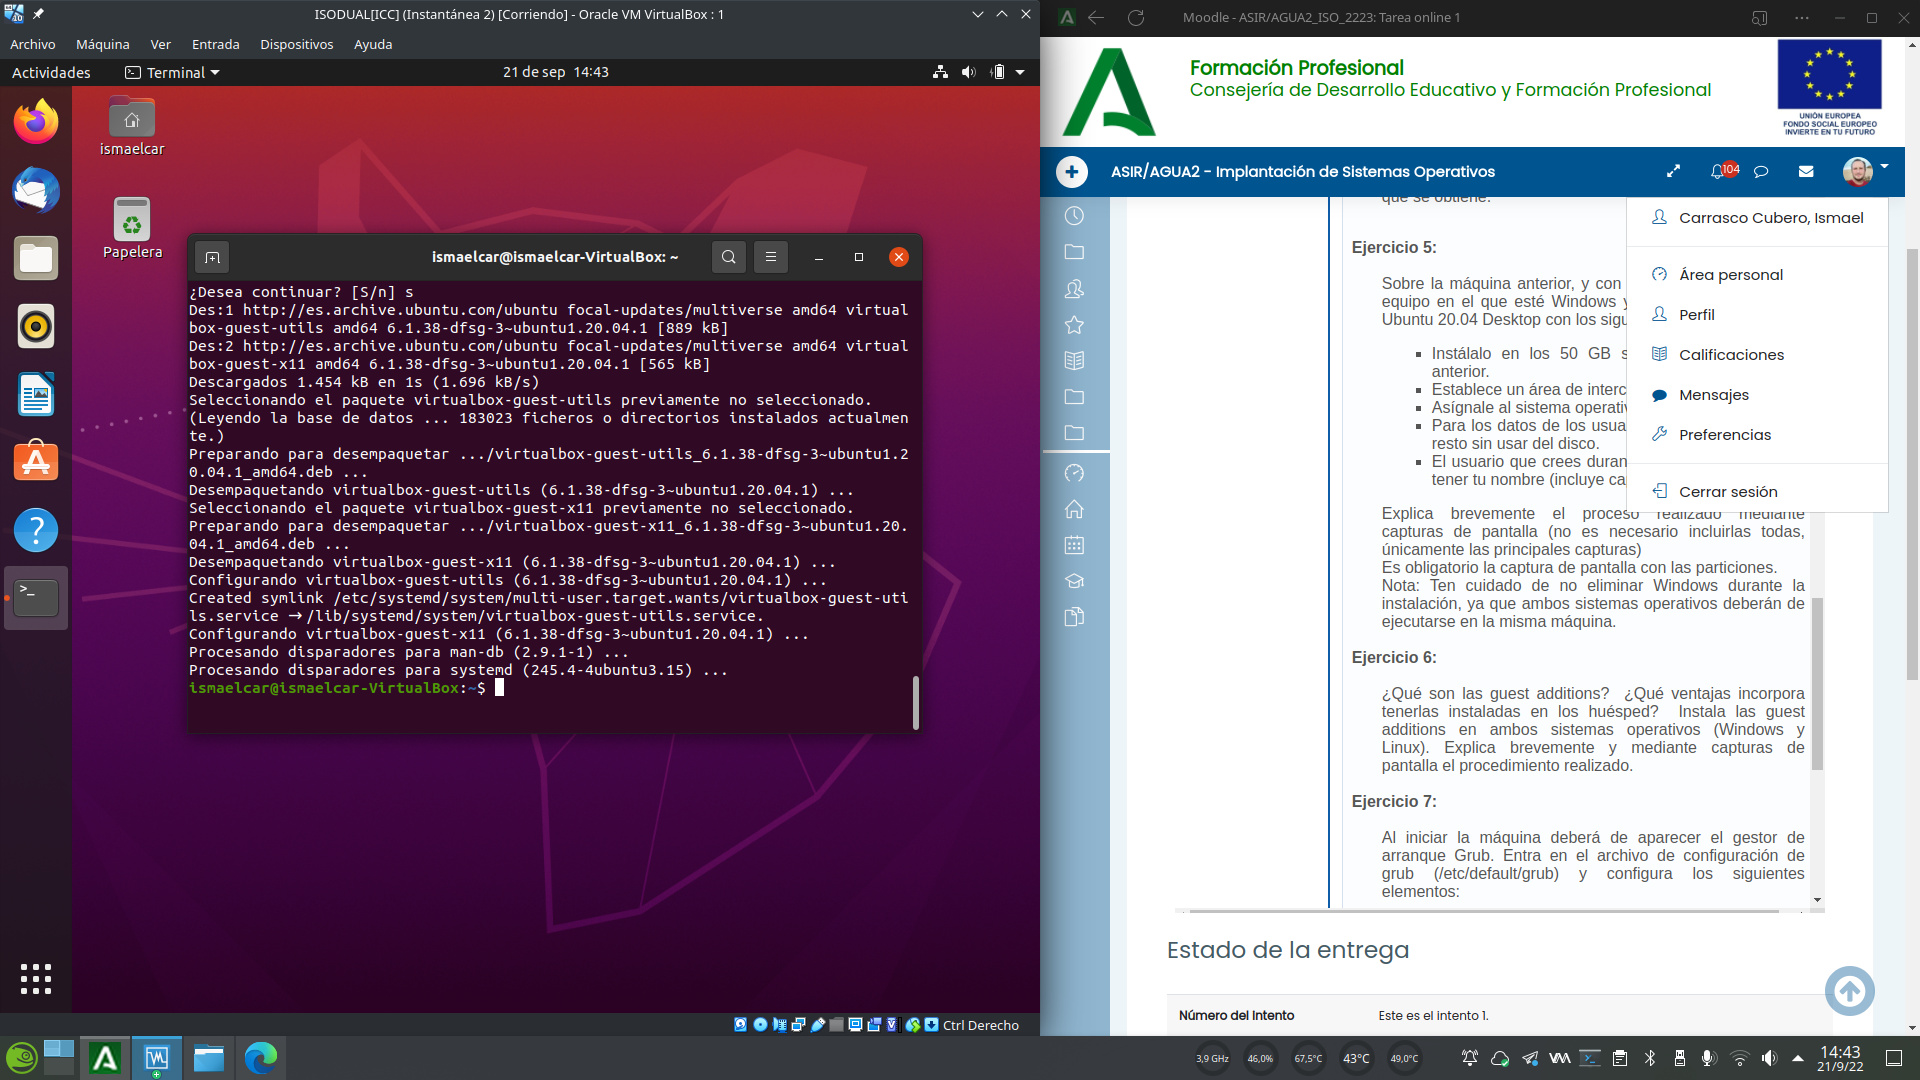 ISODUAL[ICC] (Instantánea 2) [Corriendo] - Oracle VM VirtualBox : 1
Archivo Máquina Ver Entrada Dispositivos Ayuda
Actividades Terminal 21 de sep 14:43
ismaelcar
Papelera
ismaelcar@ismaelcar-VirtualBox: ~
¿Desea continuar? [S/n] s
Des:1 http://es.archive.ubuntu.com/ubuntu focal-updates/multiverse amd64 virtual
box-guest-utils amd64 6.1.38-dfsg-3~ubuntu1.20.04.1 [889 kB]
Des:2 http://es.archive.ubuntu.com/ubuntu focal-updates/multiverse amd64 virtual
box-guest-x11 amd64 6.1.38-dfsg-3~ubuntu1.20.04.1 [565 kB]
Descargados 1.454 kB en 1s (1.696 kB/s)
Seleccionando el paquete virtualbox-guest-utils previamente no seleccionado.
(Leyendo la base de datos ... 183023 ficheros o directorios instalados actualmen
te.)
Preparando para desempaquetar .../virtualbox-guest-utils_6.1.38-dfsg-3~ubuntu1.2
0.04.1_amd64.deb ...
Desempaquetando virtualbox-guest-utils (6.1.38-dfsg-3~ubuntu1.20.04.1) ...
Seleccionando el paquete virtualbox-guest-x11 previamente no seleccionado.
Preparando para desempaquetar .../virtualbox-guest-x11_6.1.38-dfsg-3~ubuntu1.20.
04.1_amd64.deb ...
Desempaquetando virtualbox-guest-x11 (6.1.38-dfsg-3~ubuntu1.20.04.1) ...
Configurando virtualbox-guest-utils (6.1.38-dfsg-3~ubuntu1.20.04.1) ...
Created symlink /etc/systemd/system/multi-user.target.wants/virtualbox-guest-uti
ls.service → /lib/systemd/system/virtualbox-guest-utils.service.
Configurando virtualbox-guest-x11 (6.1.38-dfsg-3~ubuntu1.20.04.1) ...
Procesando disparadores para man-db (2.9.1-1) ...
Procesando disparadores para systemd (245.4-4ubuntu3.15) ...
ismaelcar@ismaelcar-VirtualBox:~$
Ctrl Derecho
Moodle - ASIR/AGUA2_ISO_2223: Tarea online 1
Formación Profesional
Consejería de Desarrollo Educativo y Formación Profesional
UNIÓN EUROPEA
FONDO SOCIAL EUROPEO
INVIERTE EN TU FUTURO
ASIR/AGUA2 - Implantación de Sistemas Operativos
104
que se obtiene.
Carrasco Cubero, Ismael
Área personal
Perfil
Calificaciones
Mensajes
Preferencias
Cerrar sesión
Ejercicio 5:
Sobre la máquina anterior, y con
equipo en el que esté Windows y
Ubuntu 20.04 Desktop con los sigu
Instálalo en los 50 GB s
anterior.
Establece un área de interc
Asígnale al sistema operativ
Para los datos de los usua
resto sin usar del disco.
El usuario que crees duran
tener tu nombre (incluye ca
Explica brevemente el proceso realizado mediante
capturas de pantalla (no es necesario incluirlas todas,
únicamente las principales capturas)
Es obligatorio la captura de pantalla con las particiones.
Nota: Ten cuidado de no eliminar Windows durante la
instalación, ya que ambos sistemas operativos deberán de
ejecutarse en la misma máquina.
Ejercicio 6:
¿Qué son las guest additions? ¿Qué ventajas incorpora
tenerlas instaladas en los huésped? Instala las guest
additions en ambos sistemas operativos (Windows y
Linux). Explica brevemente y mediante capturas de
pantalla el procedimiento realizado.
Ejercicio 7:
Al iniciar la máquina deberá de aparecer el gestor de
arranque Grub. Entra en el archivo de configuración de
grub (/etc/default/grub) y configura los siguientes
elementos:
Estado de la entrega
Número del Intento Este es el intento 1.
3,9 GHz 46,0% 67,5°C 43°C 49,0°C
14:43
21/9/22